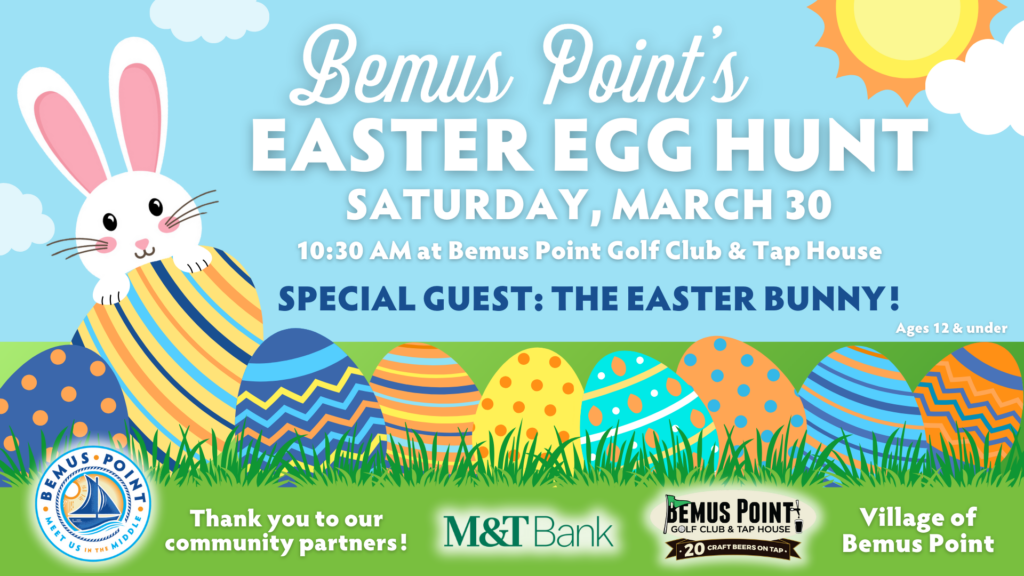 Bemus Point's
EASTER EGG HUNT
SATURDAY, MARCH 30
10:30 AM at Bemus Point Golf Club & Tap House
SPECIAL GUEST: THE EASTER BUNNY!
Ages 12 & under
BEMUS • POINT
MEET US IN THE MIDDLE
Thank you to our
community partners!
M&T Bank
BEMUS POINT
GOLF CLUB & TAP HOUSE
20 CRAFT BEERS ON TAP
Village of
Bemus Point